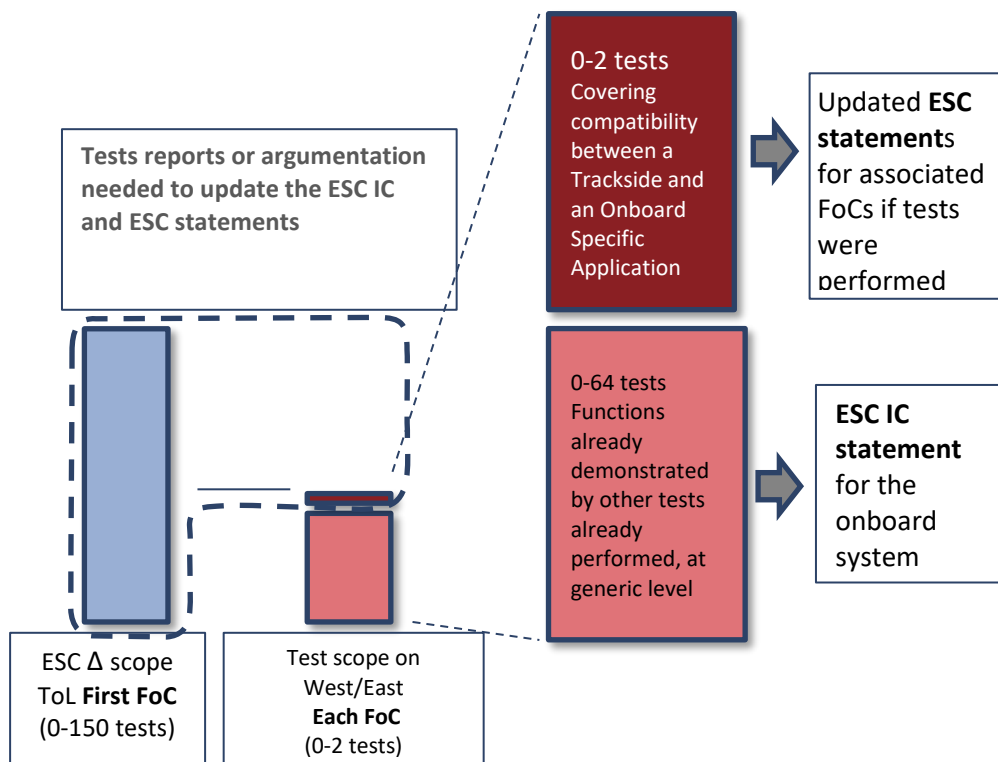 Tests reports or argumentation
needed to update the ESC IC
and ESC statements
0-2 tests
Covering
compatibility
between a
Trackside and
an Onboard
Specific
Application
Updated ESC
statements
for associated
FoCs if tests
were
performed
0-64 tests
Functions
already
demonstrated
by other tests
already
performed, at
generic level
ESC IC
statement
for the
onboard
system
ESC Δ scope
ToL First FoC
(0-150 tests)
Test scope on
West/East
Each FoC
(0-2 tests)